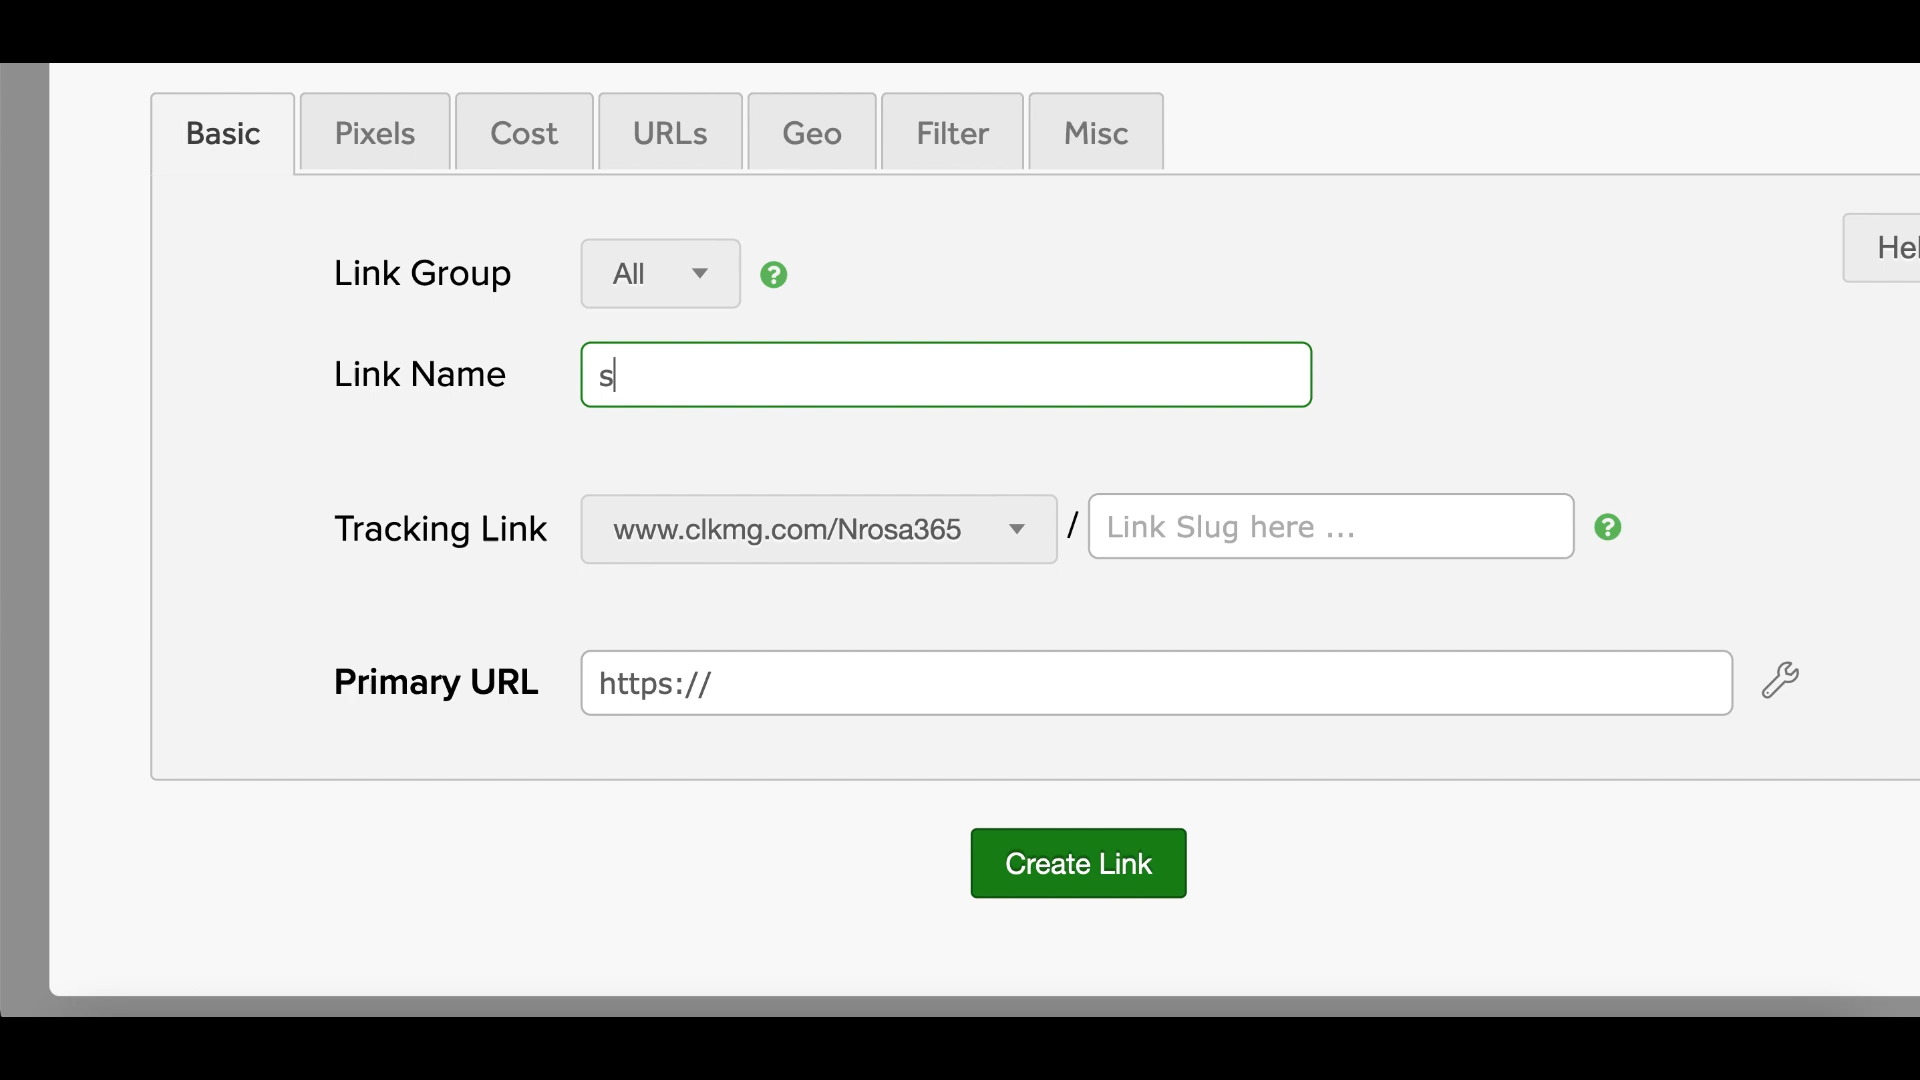 Basic Pixels Cost URLs Geo Filter Misc
Hel
Link Group All ?
Link Name s
Tracking Link www.clkmg.com/Nrosa365 / Link Slug here ... ?
Primary URL https://
Create Link